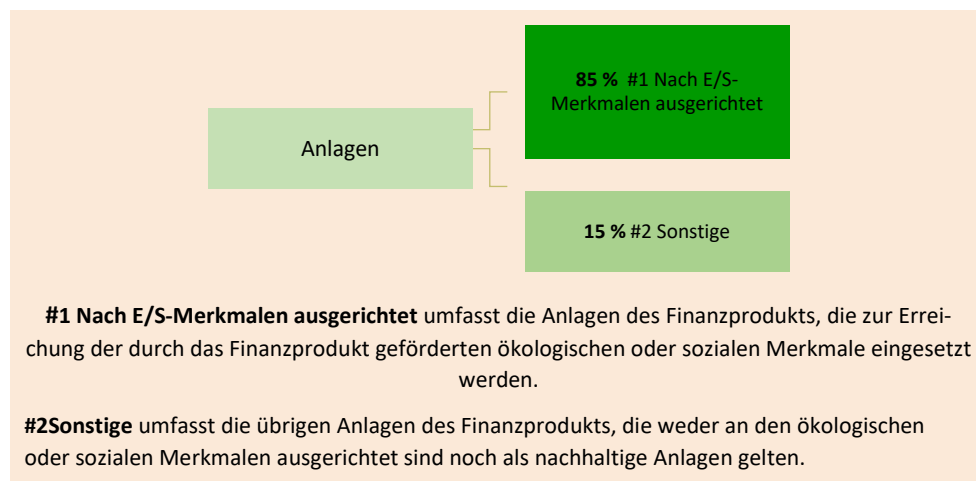 85 % #1 Nach E/S-
Merkmalen ausgerichtet
Anlagen
15 % #2 Sonstige
#1 Nach E/S-Merkmalen ausgerichtet umfasst die Anlagen des Finanzprodukts, die zur Errei-
chung der durch das Finanzprodukt geförderten ökologischen oder sozialen Merkmale eingesetzt
werden.
#2Sonstige umfasst die übrigen Anlagen des Finanzprodukts, die weder an den ökologischen
oder sozialen Merkmalen ausgerichtet sind noch als nachhaltige Anlagen gelten.